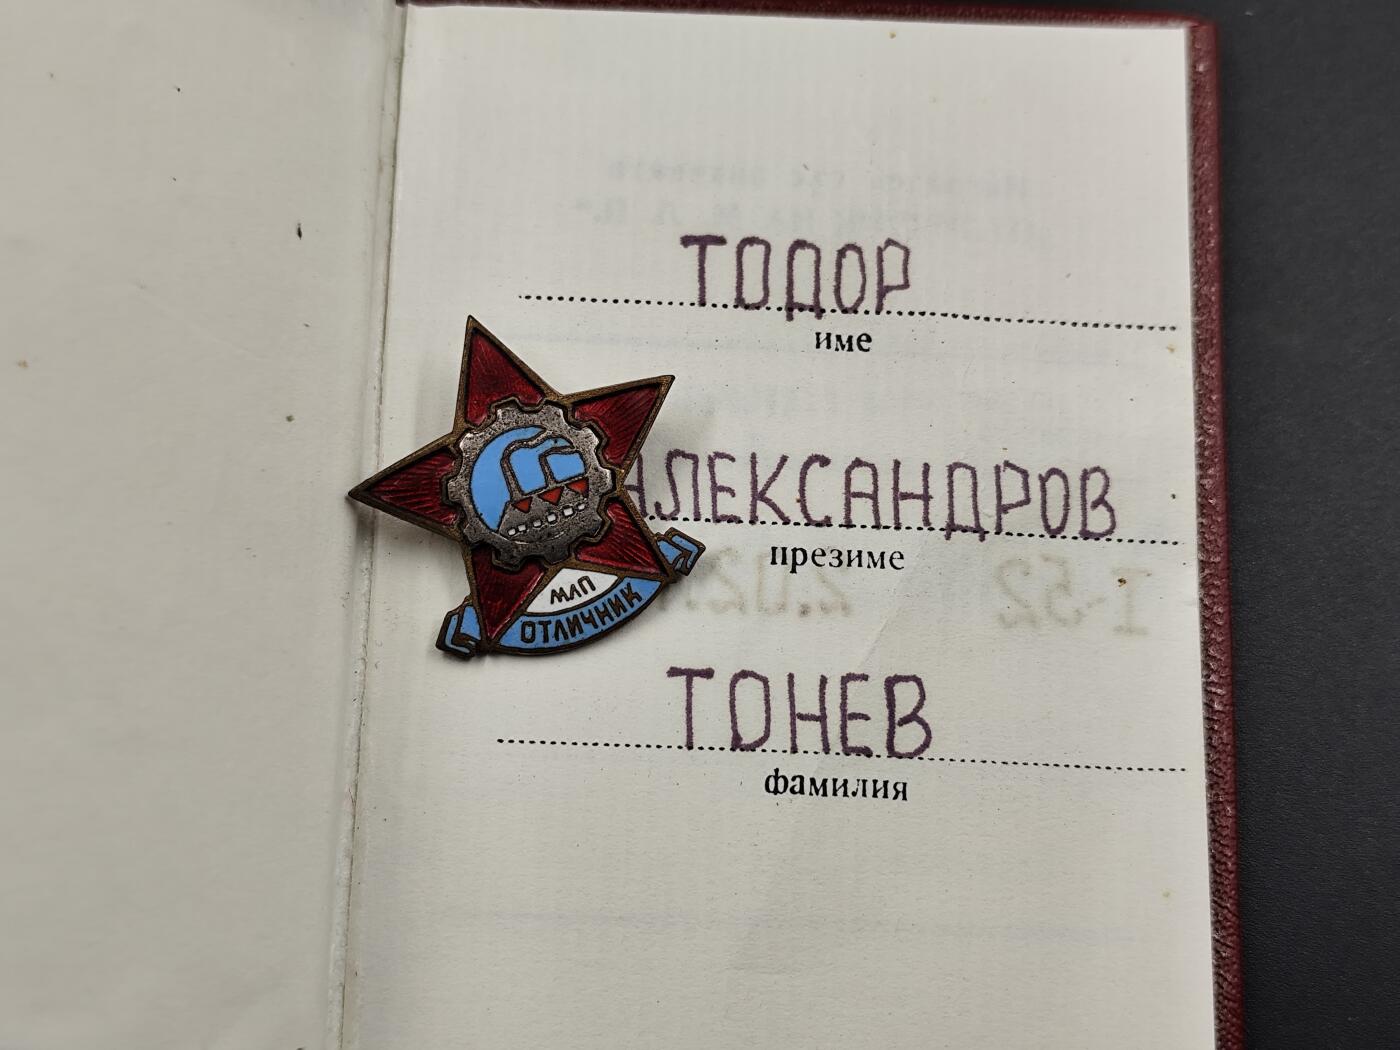 ТОДОР
име
АЛЕКСАНДРОВ
презиме
ТОНЕВ
фамилия
МЛП
ОТЛИЧНИК